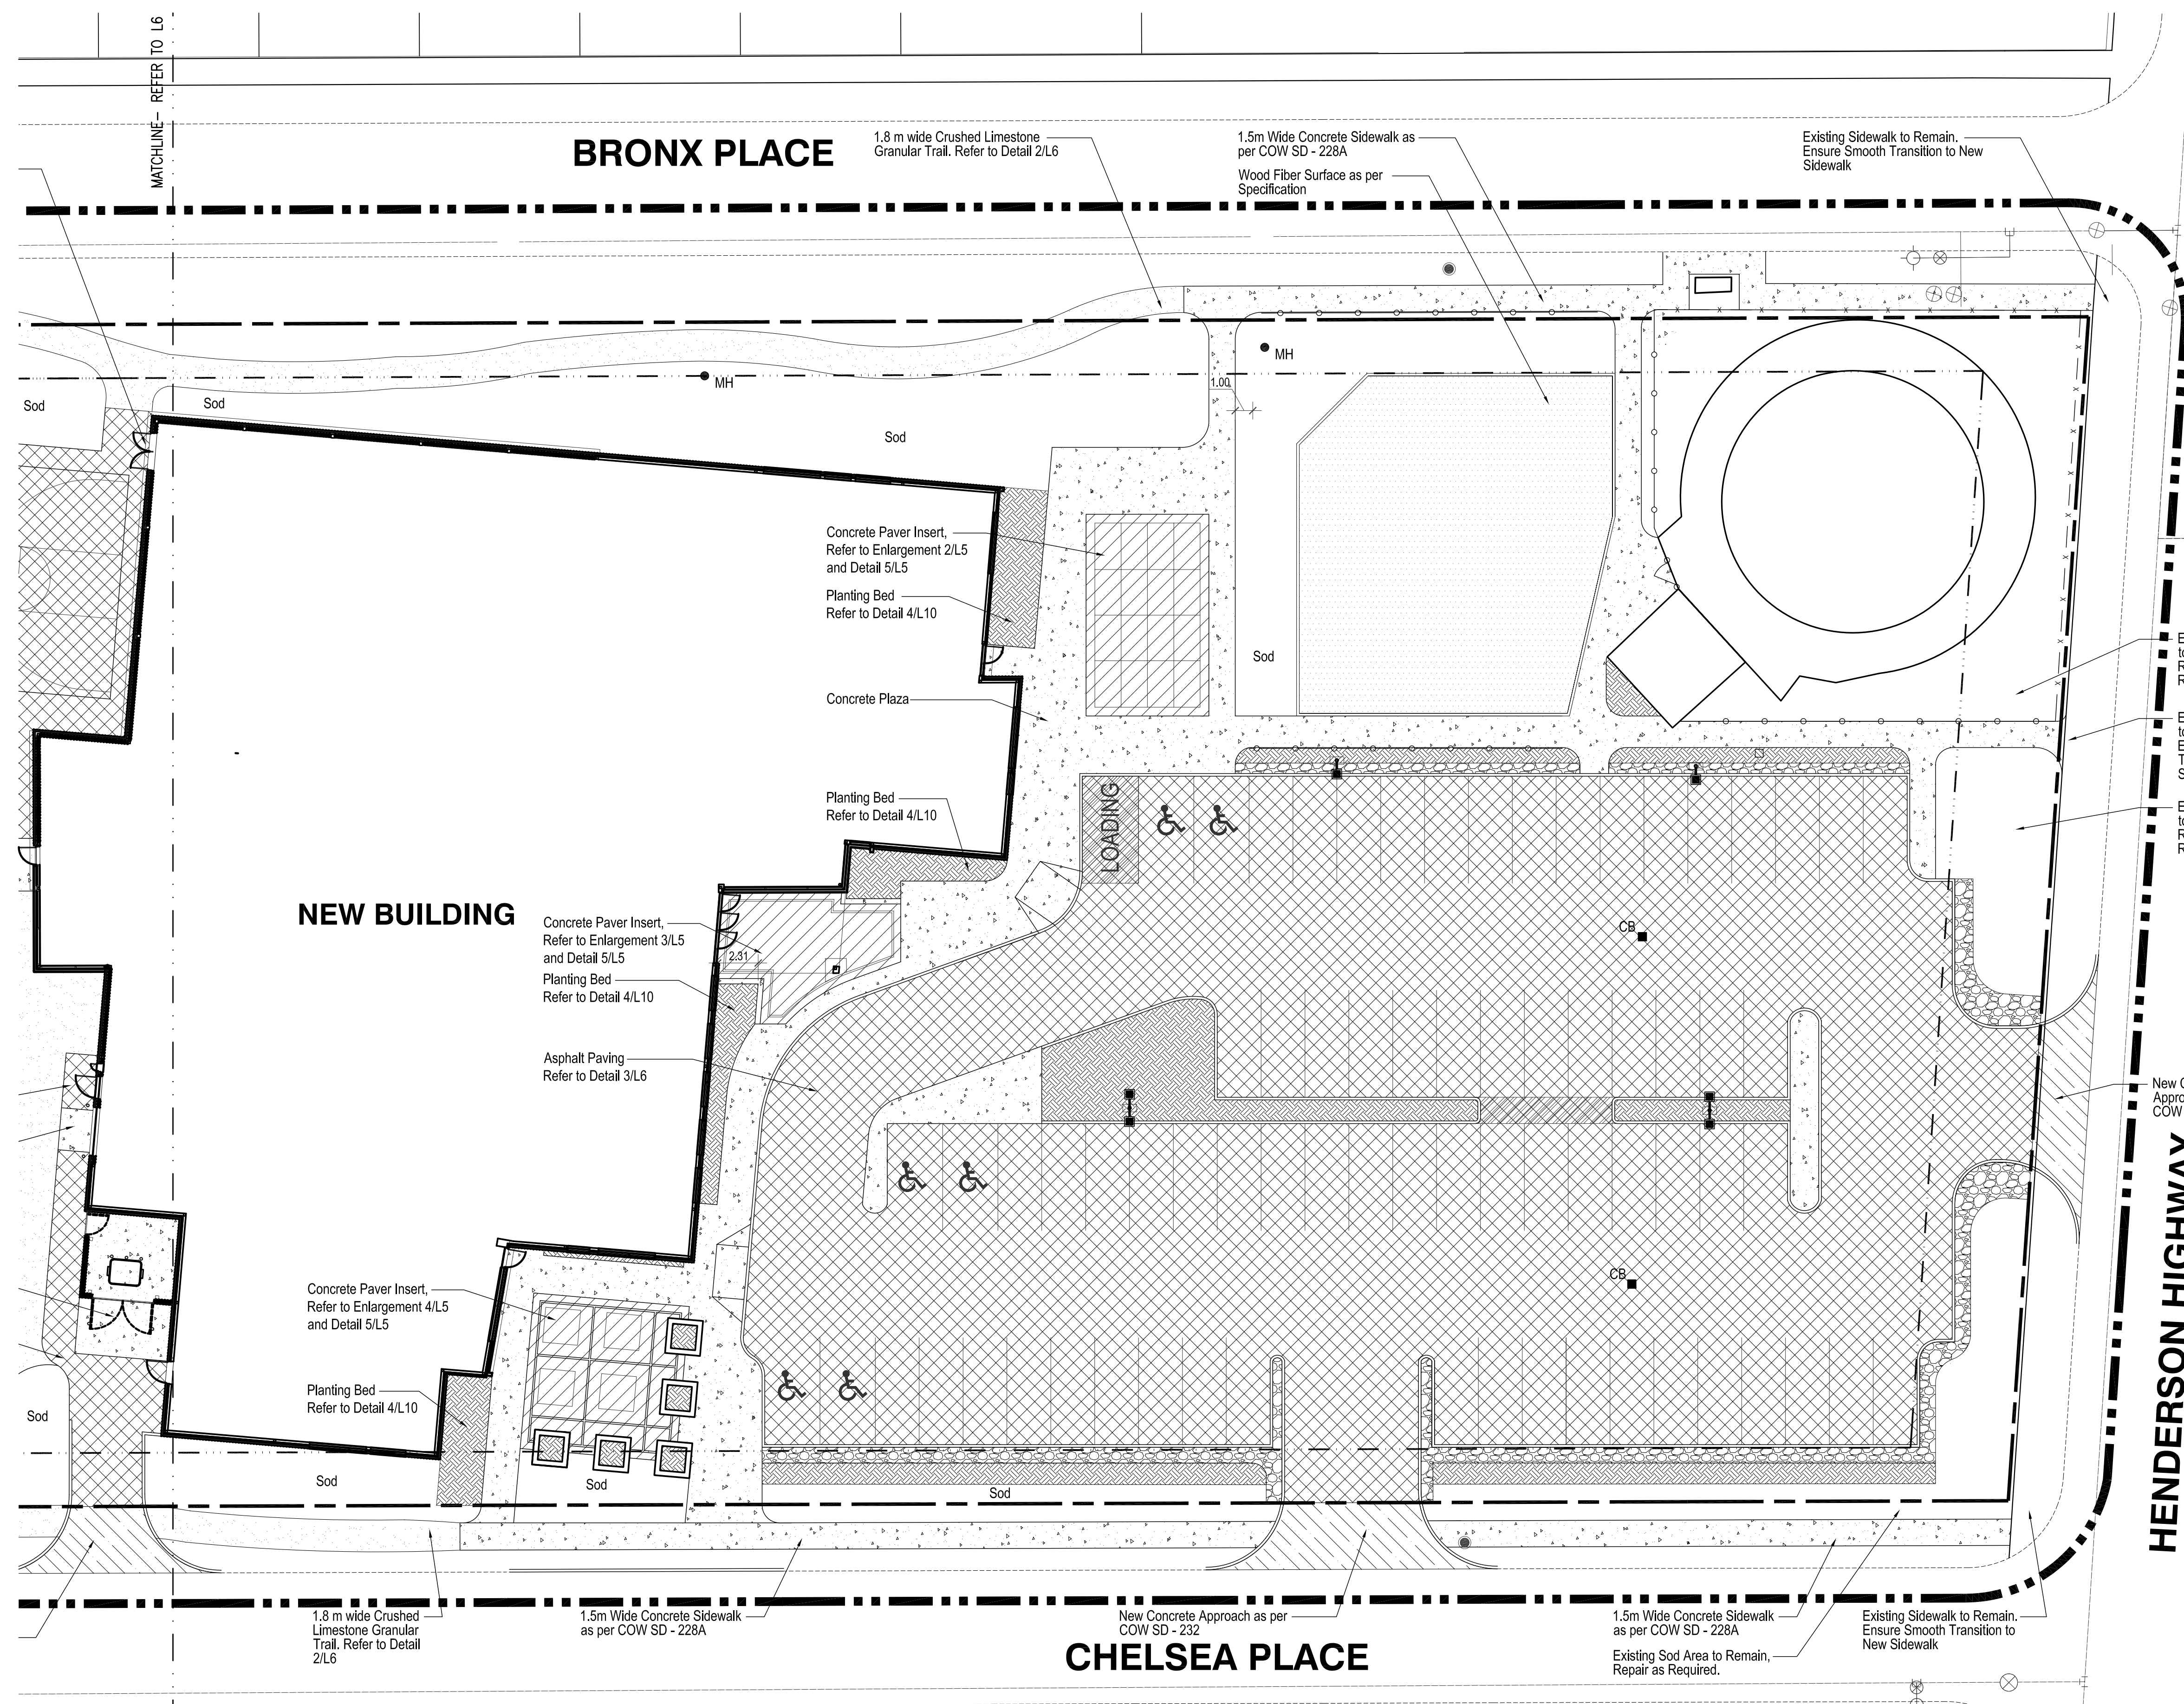 MATCHLINE- REFER TO L6
BRONX PLACE
1.8 m wide Crushed Limestone
Granular Trail. Refer to Detail 2/L6
1.5m Wide Concrete Sidewalk as
per COW SD - 228A
Wood Fiber Surface as per
Specification
Existing Sidewalk to Remain.
Ensure Smooth Transition to New
Sidewalk
MH
MH
1.00
Sod
Sod
Sod
Concrete Paver Insert,
Refer to Enlargement 2/L5
and Detail 5/L5
Planting Bed
Refer to Detail 4/L10
Sod
Concrete Plaza
Planting Bed
Refer to Detail 4/L10
LOADING
NEW BUILDING
Concrete Paver Insert,
Refer to Enlargement 3/L5
and Detail 5/L5
2.31
Planting Bed
Refer to Detail 4/L10
CB
Asphalt Paving
Refer to Detail 3/L6
New
COW
HENDERSON HIGHWAY
CB
Concrete Paver Insert,
Refer to Enlargement 4/L5
and Detail 5/L5
Planting Bed
Refer to Detail 4/L10
Sod
Sod
Sod
Sod
1.8 m wide Crushed
Limestone Granular
Trail. Refer to Detail
2/L6
1.5m Wide Concrete Sidewalk
as per COW SD - 228A
New Concrete Approach as per
COW SD - 232
CHELSEA PLACE
1.5m Wide Concrete Sidewalk
as per COW SD - 228A
Existing Sod Area to Remain,
Repair as Required.
Existing Sidewalk to Remain.
Ensure Smooth Transition to
New Sidewalk